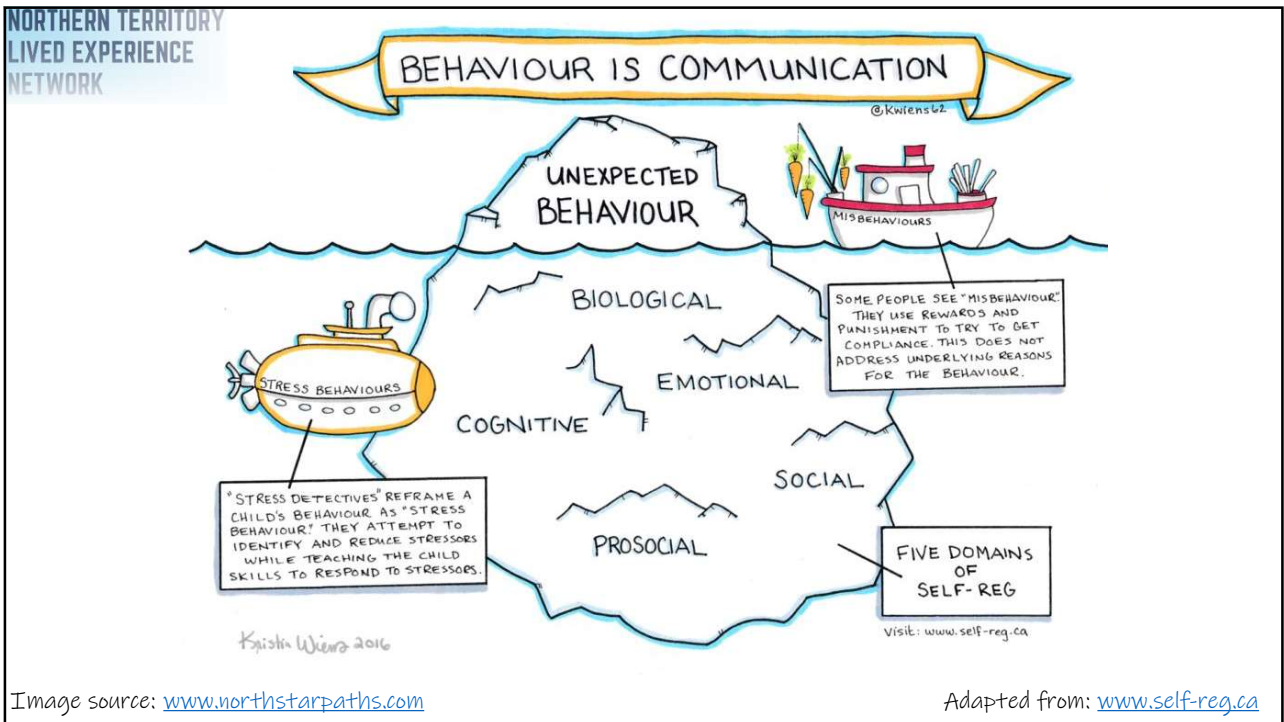 NORTHERN TERRITORY
LIVED EXPERIENCE
NETWORK
BEHAVIOUR IS COMMUNICATION
@Kwiens62
UNEXPECTED
BEHAVIOUR
MISBEHAVIOURS
BIOLOGICAL
SOME PEOPLE SEE "MISBEHAVIOUR".
THEY USE REWARDS AND
PUNISHMENT TO TRY TO GET
COMPLIANCE. THIS DOES NOT
ADDRESS UNDERLYING REASONS
FOR THE BEHAVIOUR.
EMOTIONAL
STRESS BEHAVIOURS
COGNITIVE
SOCIAL
"STRESS DETECTIVES" REFRAME A
CHILD'S BEHAVIOUR AS "STRESS
BEHAVIOUR." THEY ATTEMPT TO
IDENTIFY AND REDUCE STRESSORS
WHILE TEACHING THE CHILD
SKILLS TO RESPOND TO STRESSORS.
PROSOCIAL
FIVE DOMAINS
OF
SELF-REG
Visit: www.self-reg.ca
Kristin Wiens 2016
Image source: www.northstarpaths.com
Adapted from: www.self-reg.ca